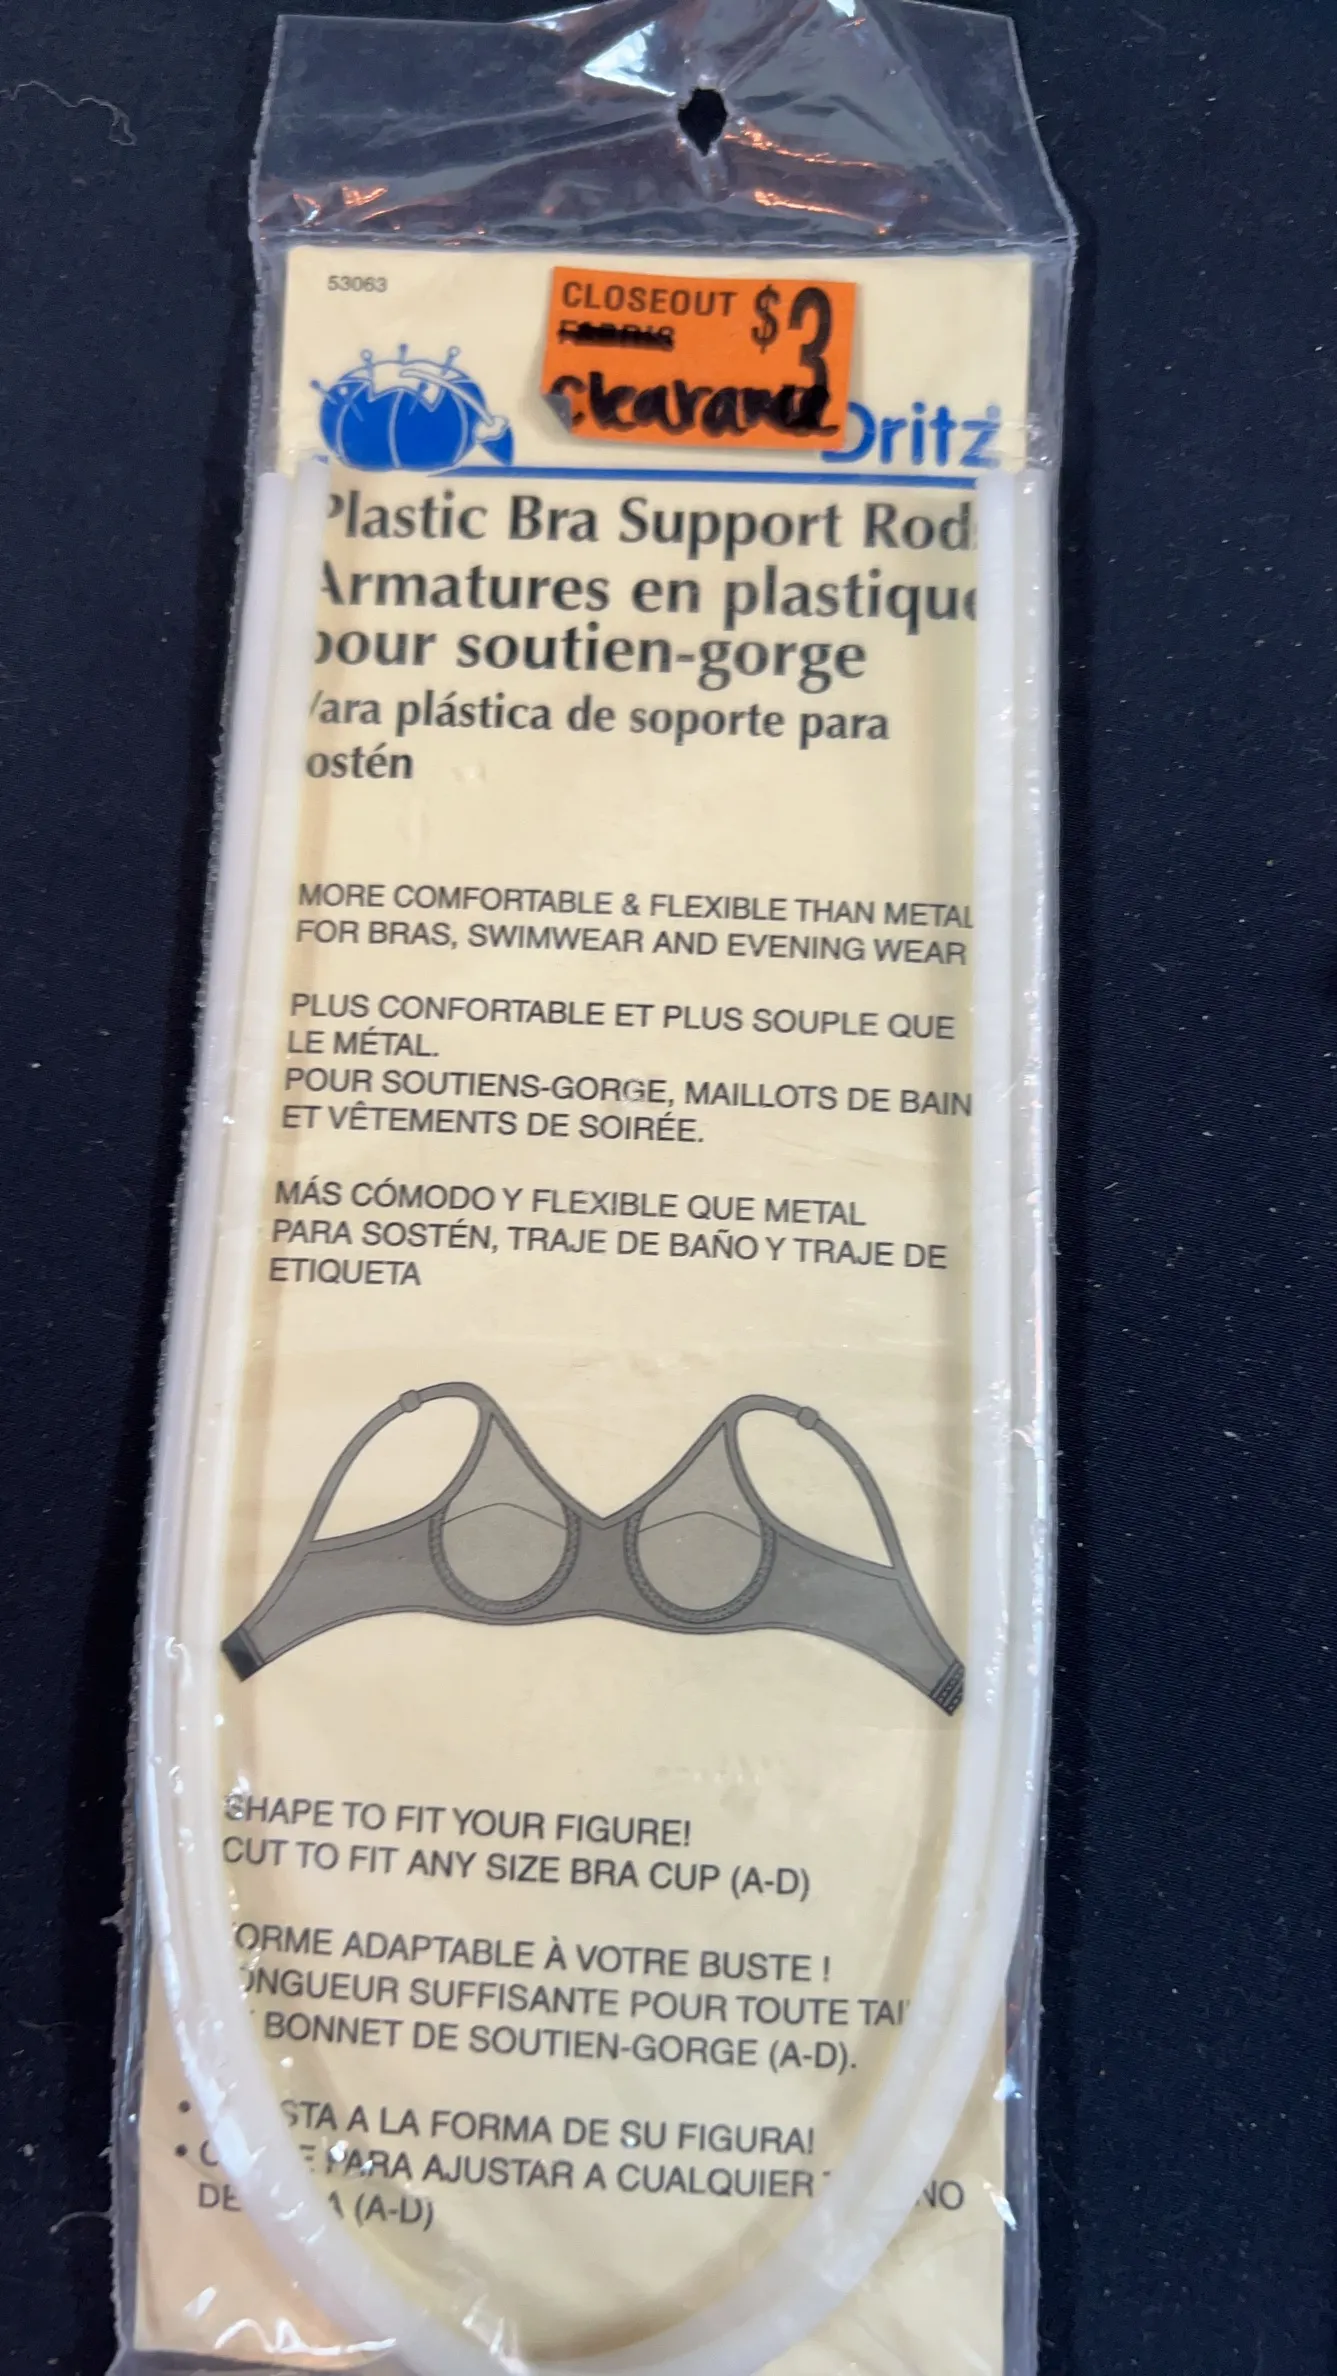 53063
CLOSEOUT $3
Clearance
Dritz
Plastic Bra Support Rod
Armatures en plastique
pour soutien-gorge
Vara plástica de soporte para
ostén
MORE COMFORTABLE & FLEXIBLE THAN METAL
FOR BRAS, SWIMWEAR AND EVENING WEAR
PLUS CONFORTABLE ET PLUS SOUPLE QUE
LE MÉTAL.
POUR SOUTIENS-GORGE, MAILLOTS DE BAIN
ET VÊTEMENTS DE SOIRÉE.
MÁS CÓMODO Y FLEXIBLE QUE METAL
PARA SOSTÉN, TRAJE DE BAÑO Y TRAJE DE
ETIQUETA
SHAPE TO FIT YOUR FIGURE!
CUT TO FIT ANY SIZE BRA CUP (A-D)
ORME ADAPTABLE À VOTRE BUSTE !
ONGUEUR SUFFISANTE POUR TOUTE TAI
BONNET DE SOUTIEN-GORGE (A-D).
• STA A LA FORMA DE SU FIGURA!
• PARA AJUSTAR A CUALQUIER NO
DE (A-D)